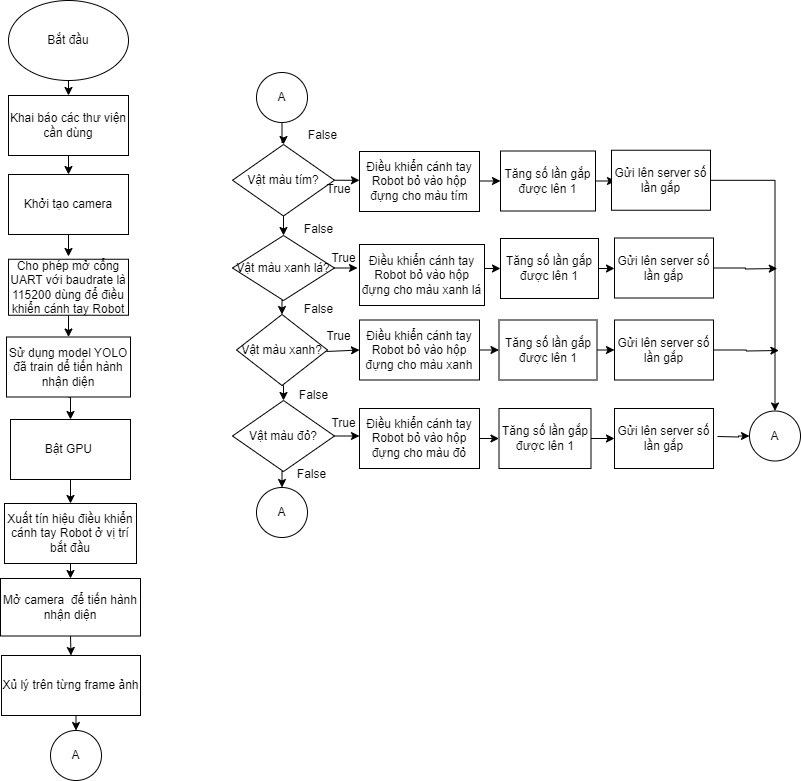 Bắt đầu
Khai báo các thư viện
cần dùng
Khởi tạo camera
Cho phép mở cổng
UART với baudrate là
115200 dùng để điều
khiển cánh tay Robot
Sử dụng model YOLO
đã train để tiến hành
nhận diện
Bật GPU
Xuất tín hiệu điều khiển
cánh tay Robot ở vị trí
bắt đầu
Mở camera để tiến hành
nhận diện
Xủ lý trên từng frame ảnh
A
A
False
Vật màu tím?
True
Điều khiển cánh tay
Robot bỏ vào hộp
đựng cho màu tím
Tăng số lần gắp
được lên 1
Gửi lên server số
lần gắp
False
Vật màu xanh lá?
True
Điều khiển cánh tay
Robot bỏ vào hộp
đựng cho màu xanh lá
Tăng số lần gắp
được lên 1
Gửi lên server số
lần gắp
False
Vật màu xanh?
True
Điều khiển cánh tay
Robot bỏ vào hộp
đựng cho màu xanh
Tăng số lần gắp
được lên 1
Gửi lên server số
lần gắp
False
Vật màu đỏ?
True
Điều khiển cánh tay
Robot bỏ vào hộp
đựng cho màu đỏ
Tăng số lần gắp
được lên 1
Gửi lên server số
lần gắp
A
False
A